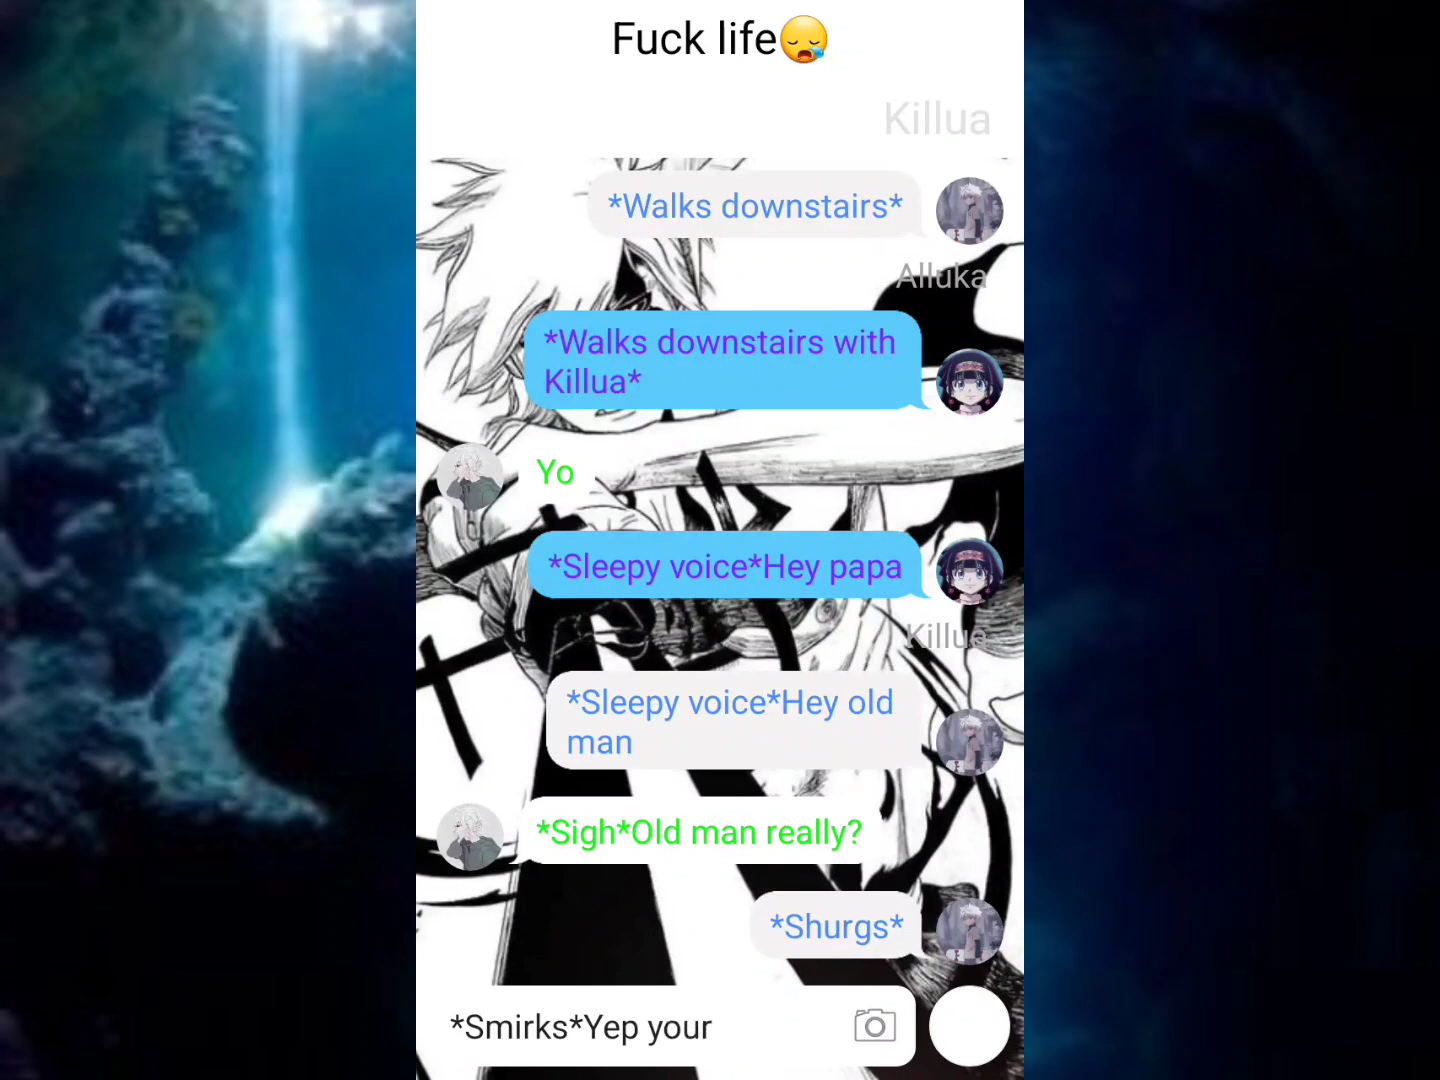 Fuck life😪
Killua
*Walks downstairs*
Alluka
*Walks downstairs with
Killua*
Yo
*Sleepy voice*Hey papa
Killua
*Sleepy voice*Hey old
man
*Sigh*Old man really?
*Shurgs*
*Smirks*Yep your